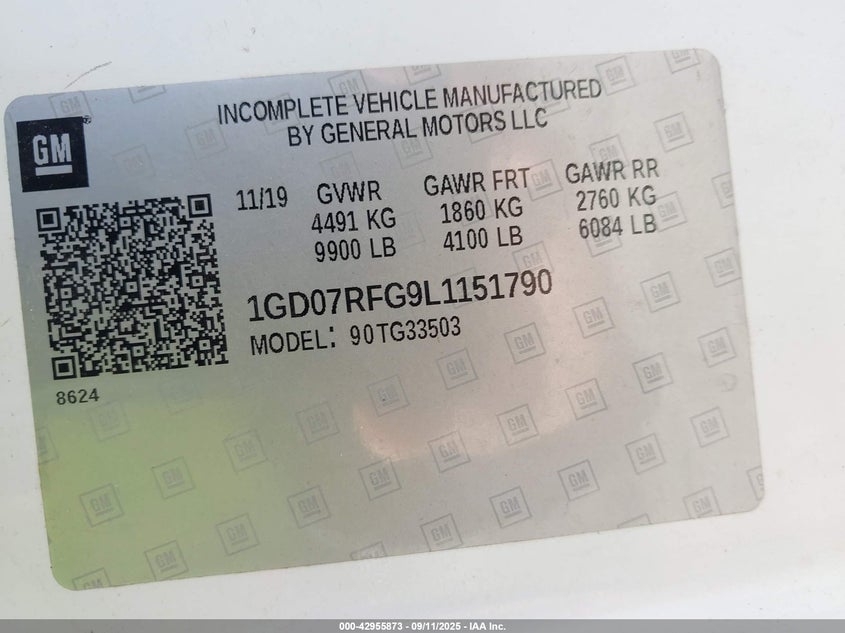 GM
INCOMPLETE VEHICLE MANUFACTURED
BY GENERAL MOTORS LLC
11/19 GVWR GAWR FRT GAWR RR
4491 KG 1860 KG 2760 KG
9900 LB 4100 LB 6084 LB
1GD07RFG9L1151790
MODEL: 90TG33503
8624
000-42955873 - 09/11/2025 - IAA Inc.